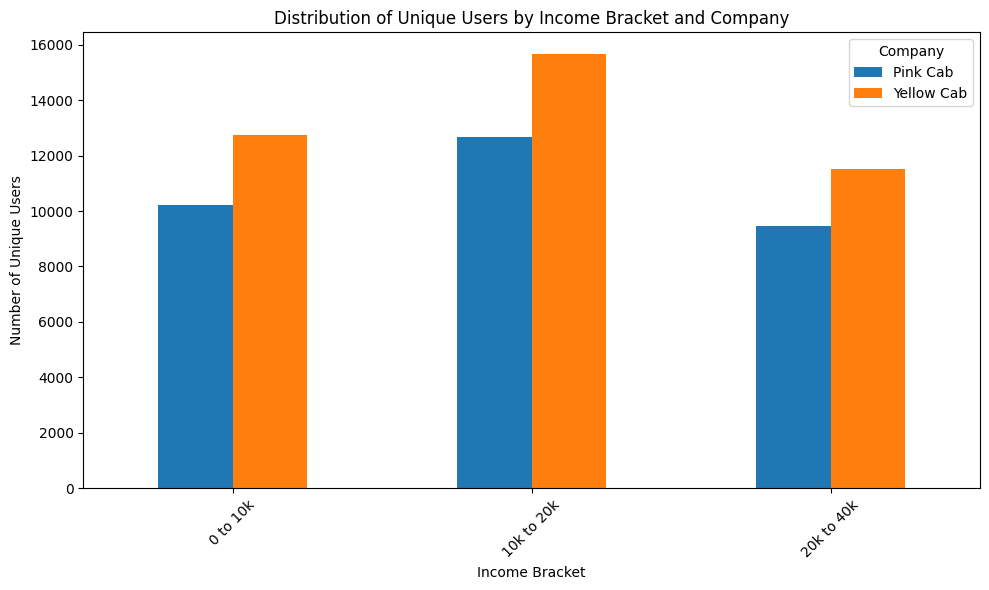 Distribution of Unique Users by Income Bracket and Company
Company
Pink Cab
Yellow Cab
Number of Unique Users
16000
14000
12000
10000
8000
6000
4000
2000
0
0 to 10k
10k to 20k
20k to 40k
Income Bracket